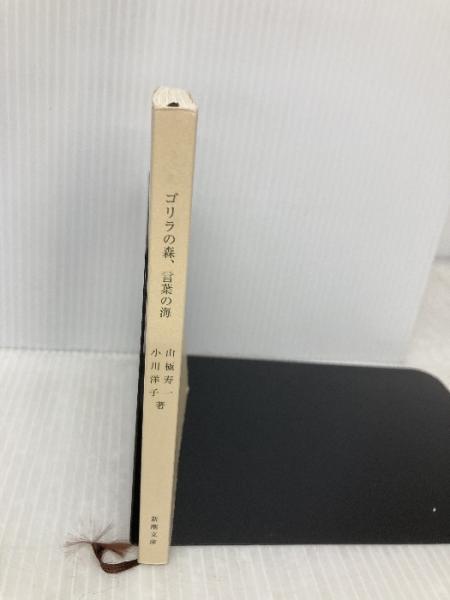 ゴリラの森、言葉の海
山極寿一
小川洋子
著
新潮文庫